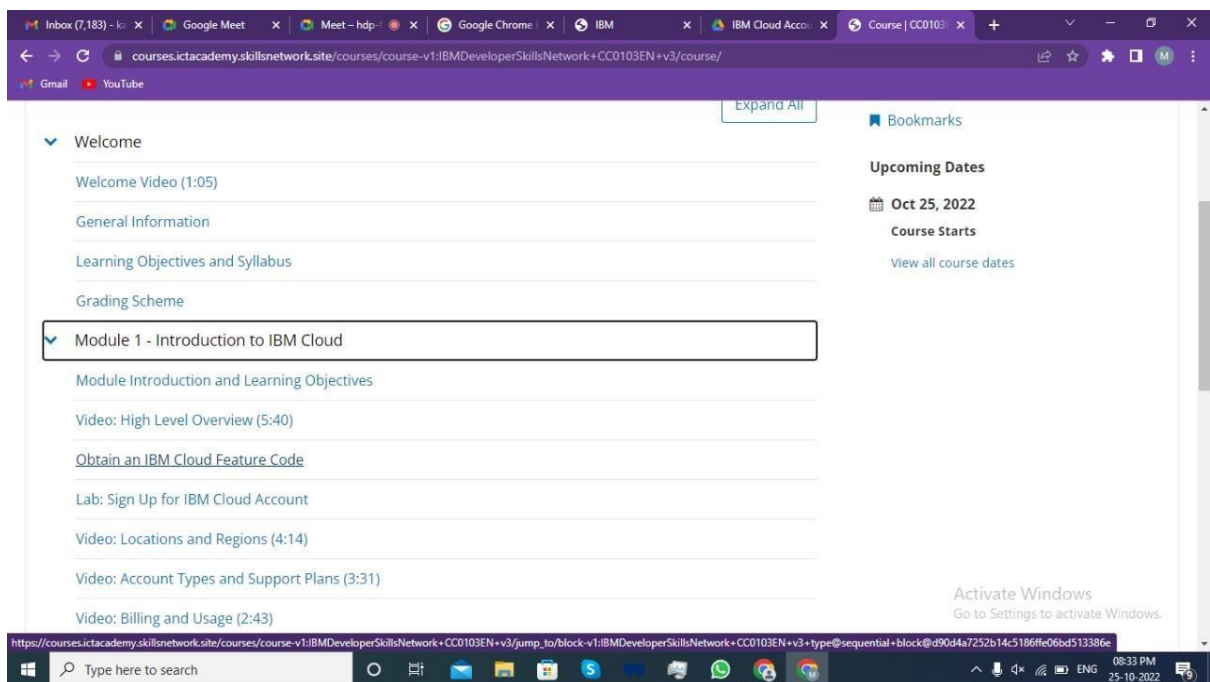 Inbox (7,183) - ka
Google Meet
Meet – hdp-
Google Chrome
IBM
IBM Cloud Accou
Course | CC0103
courses.ictacademy.skillsnetwork.site/courses/course-v1:IBMDeveloperSkillsNetwork+CC0103EN+v3/course/
M
Gmail
YouTube
Expand All
Bookmarks
Welcome
Upcoming Dates
Welcome Video (1:05)
Oct 25, 2022
General Information
Course Starts
Learning Objectives and Syllabus
View all course dates
Grading Scheme
Module 1 - Introduction to IBM Cloud
Module Introduction and Learning Objectives
Video: High Level Overview (5:40)
Obtain an IBM Cloud Feature Code
Lab: Sign Up for IBM Cloud Account
Video: Locations and Regions (4:14)
Video: Account Types and Support Plans (3:31)
Activate Windows
Go to Settings to activate Windows.
Video: Billing and Usage (2:43)
https://courses.ictacademy.skillsnetwork.site/courses/course-v1:IBMDeveloperSkillsNetwork+CC0103EN+v3/jump_to/block-v1:IBMDeveloperSkillsNetwork+CC0103EN+v3+type@sequential+block@d90d4a7252b14c5186ffe06bd513386e
Type here to search
ENG
08:33 PM
25-10-2022